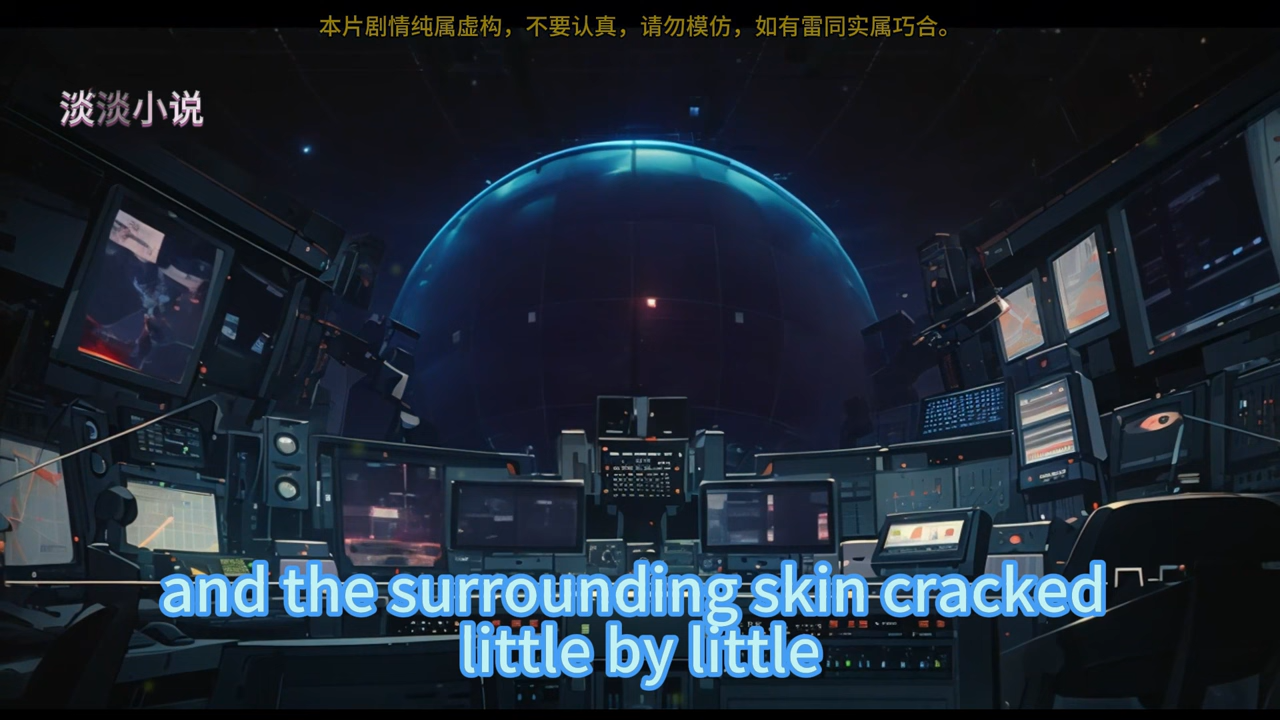 本片剧情纯属虚构，不要认真，请勿模仿，如有雷同实属巧合。
淡淡小说
and the surrounding skin cracked
little by little